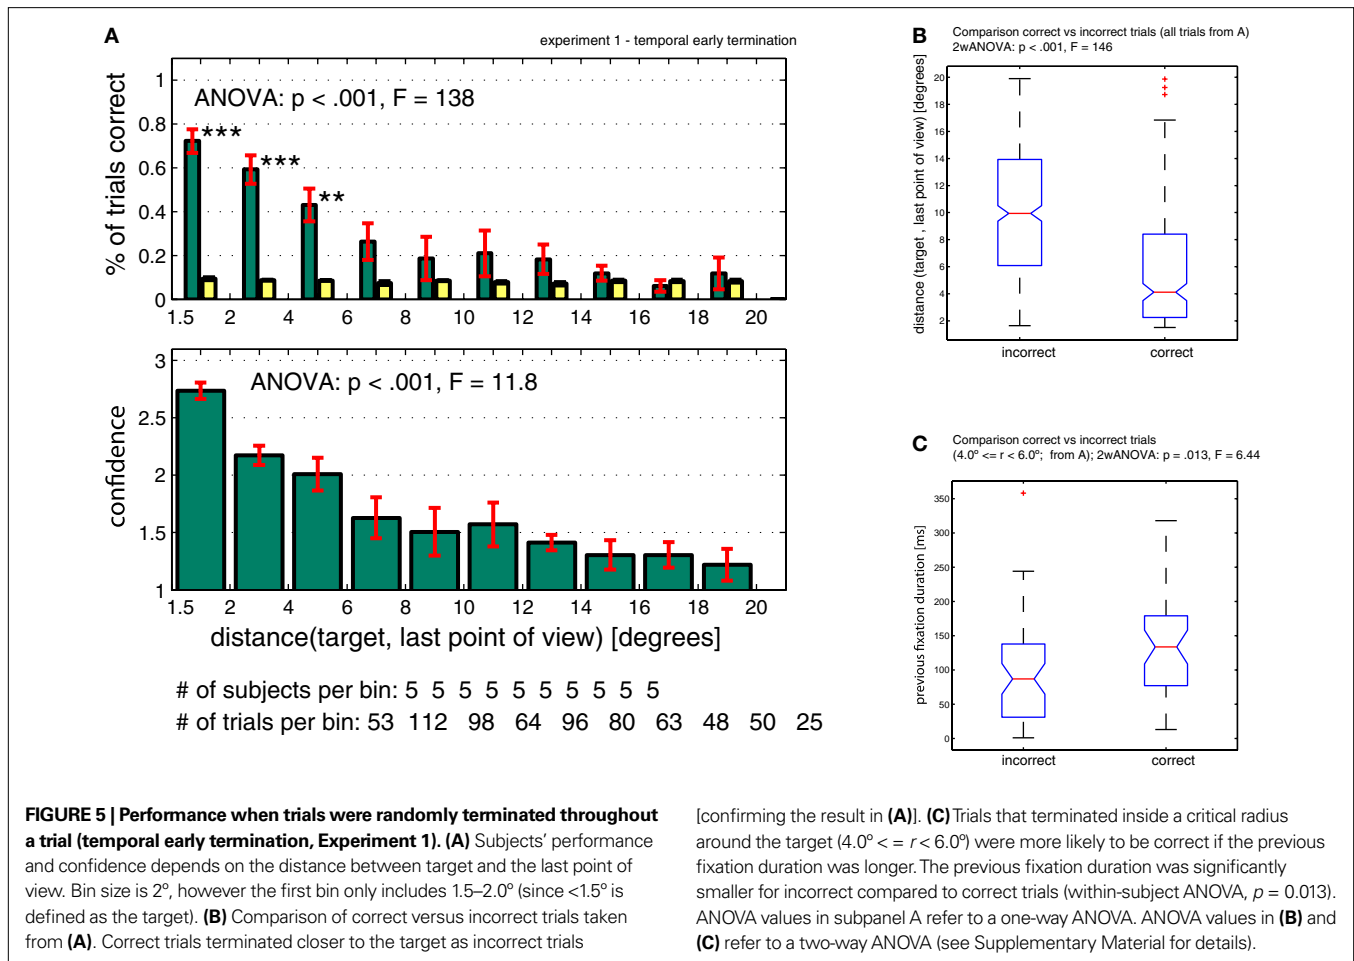 A
experiment 1 - temporal early termination
ANOVA: p < .001, F = 138
% of trials correct
1
0.8
0.6
0.4
0.2
0
***
***
**
1.5 2 4 6 8 10 12 14 16 18 20
ANOVA: p < .001, F = 11.8
confidence
3
2.5
2
1.5
1
1.5 2 4 6 8 10 12 14 16 18 20
distance(target, last point of view) [degrees]
# of subjects per bin: 5 5 5 5 5 5 5 5 5 5
# of trials per bin: 53 112 98 64 96 80 63 48 50 25
B
Comparison correct vs incorrect trials (all trials from A)
2wANOVA: p < .001, F = 146
distance (target , last point of view) [degrees]
20
18
16
14
12
10
8
6
4
2
incorrect correct
C
Comparison correct vs incorrect trials
(4.0º <= r < 6.0º; from A); 2wANOVA: p = .013, F = 6.44
previous fixation duration [ms]
350
300
250
200
150
100
50
0
incorrect correct
FIGURE 5 | Performance when trials were randomly terminated throughout
a trial (temporal early termination, Experiment 1). (A) Subjects' performance
and confidence depends on the distance between target and the last point of
view. Bin size is 2º, however the first bin only includes 1.5–2.0º (since <1.5º is
defined as the target). (B) Comparison of correct versus incorrect trials taken
from (A). Correct trials terminated closer to the target as incorrect trials
[confirming the result in (A)]. (C) Trials that terminated inside a critical radius
around the target (4.0º < = r < 6.0º) were more likely to be correct if the previous
fixation duration was longer. The previous fixation duration was significantly
smaller for incorrect compared to correct trials (within-subject ANOVA, p = 0.013).
ANOVA values in subpanel A refer to a one-way ANOVA. ANOVA values in (B) and
(C) refer to a two-way ANOVA (see Supplementary Material for details).